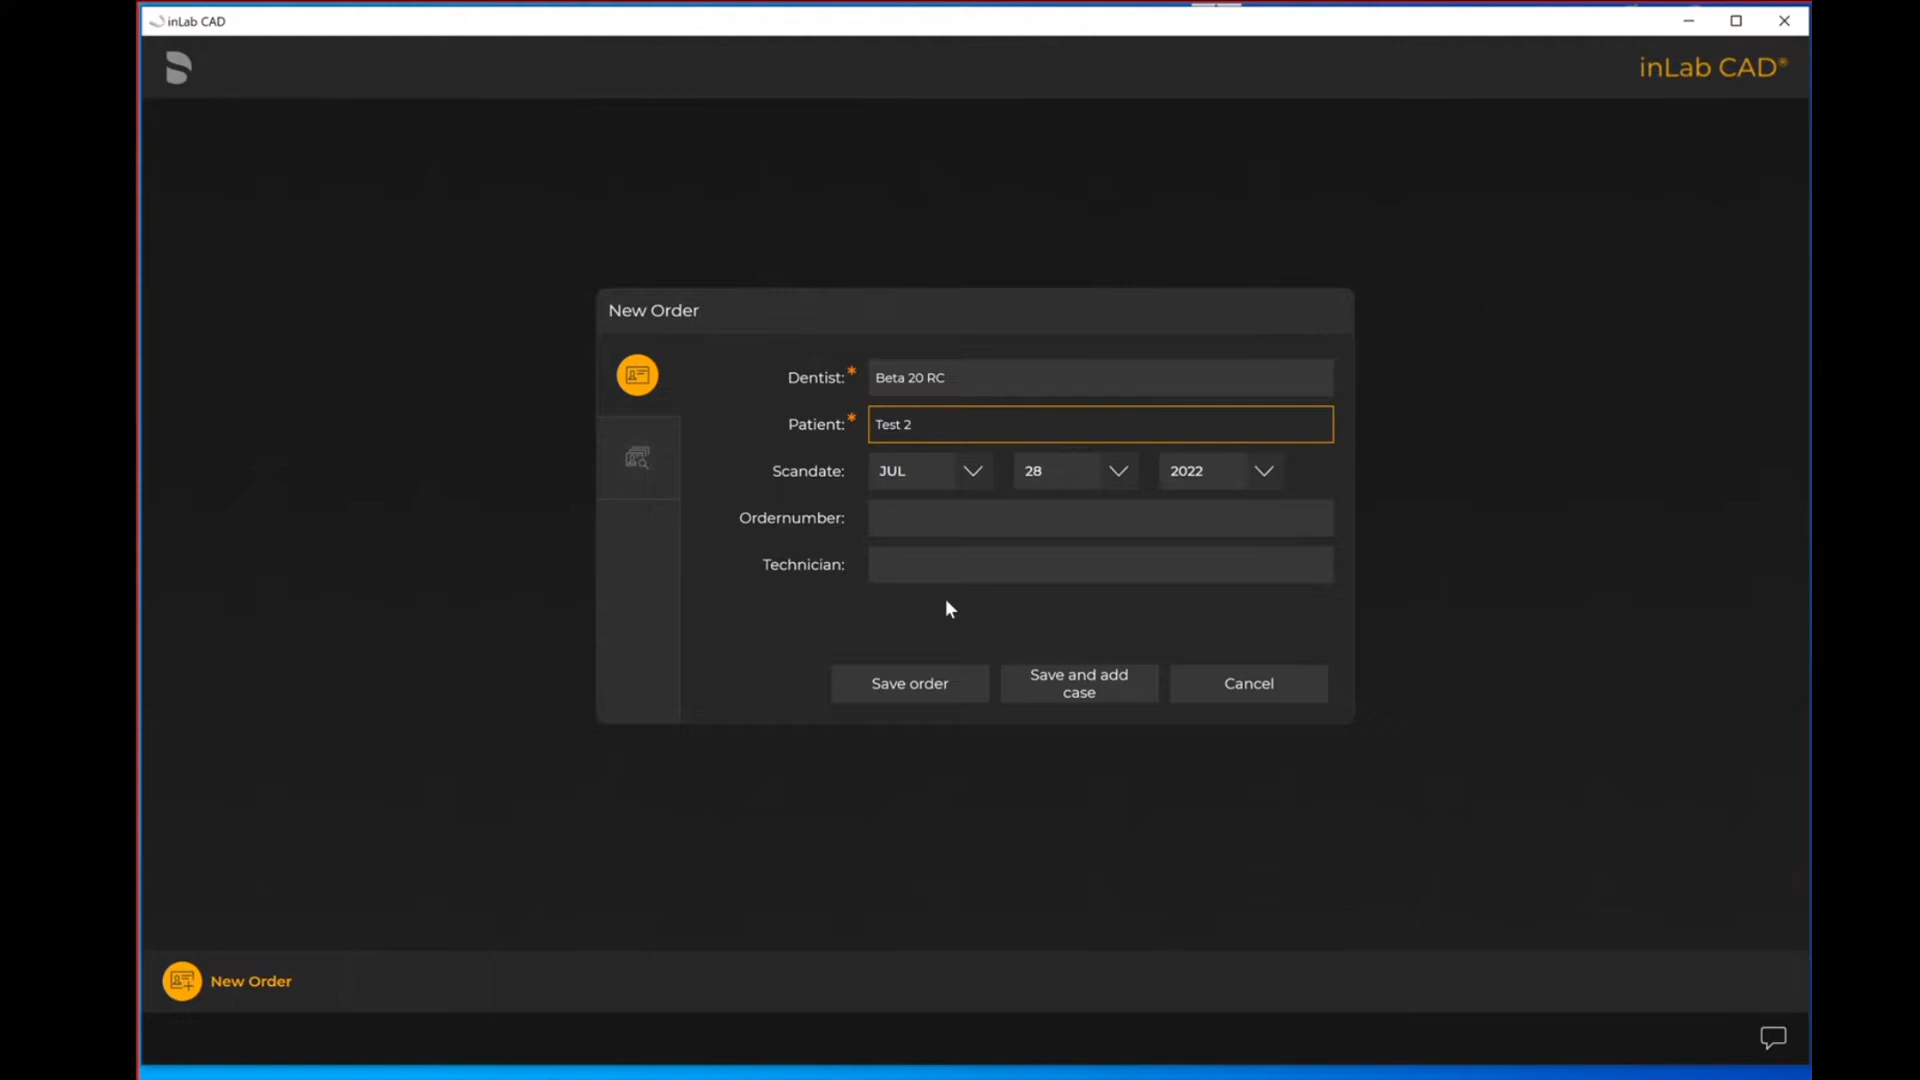 inLab CAD
inLab CAD®
New Order
Dentist:* Beta 20 RC
Patient:* Test 2
Scandate: JUL 28 2022
Ordernumber:
Technician:
Save order
Save and add
case
Cancel
New Order